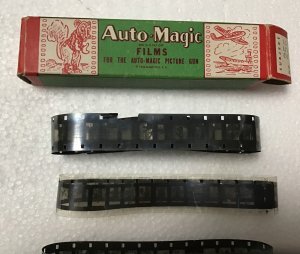 Auto-Magic
FILMS
FOR THE AUTO-MAGIC PICTURE GUN